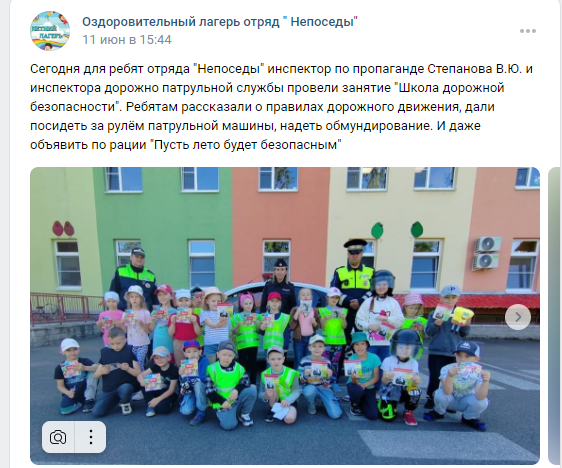 Оздоровительный лагерь отряд " Непоседы"
11 июн в 15:44
Сегодня для ребят отряда "Непоседы" инспектор по пропаганде Степанова В.Ю. и
инспектора дорожно патрульной службы провели занятие "Школа дорожной
безопасности". Ребятам рассказали о правилах дорожного движения, дали
посидеть за рулём патрульной машины, надеть обмундирование. И даже
объявить по рации "Пусть лето будет безопасным"